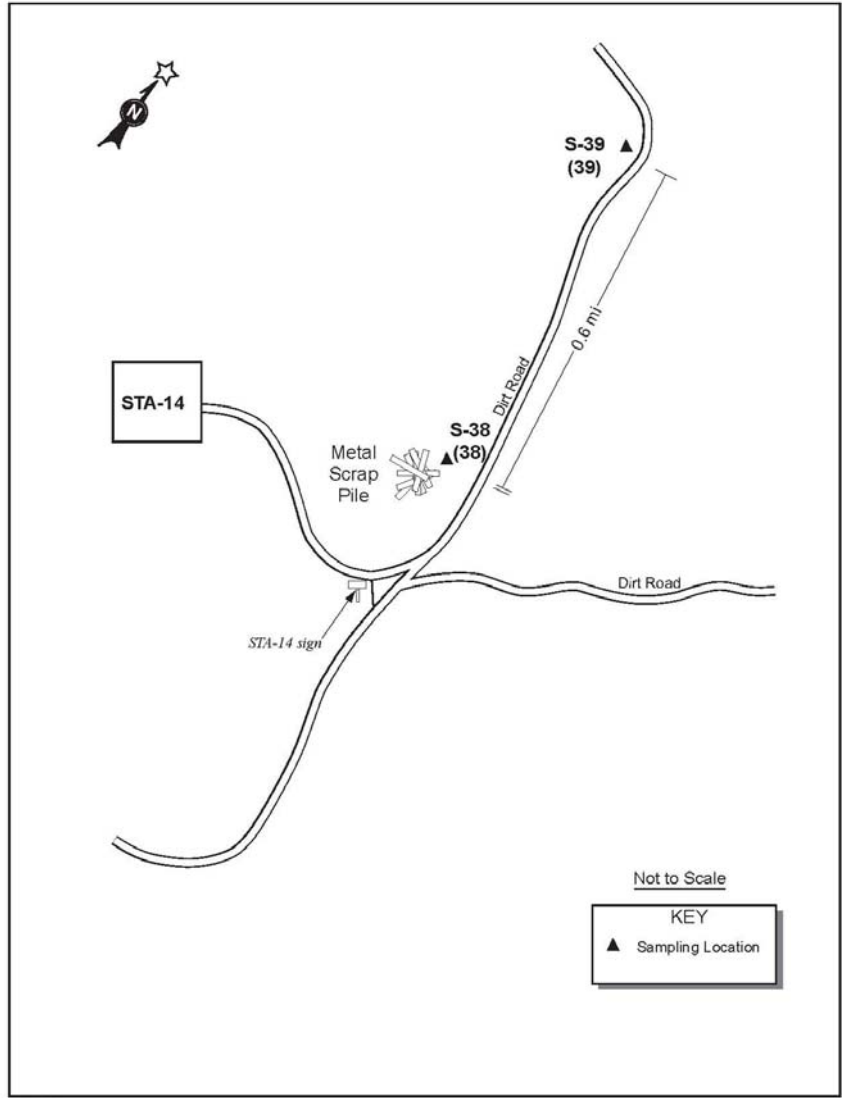 N
S-39
(39)
0.6 mi
Dirt Road
STA-14
S-38
(38)
Metal
Scrap
Pile
Dirt Road
STA-14 sign
Not to Scale
KEY
Sampling Location